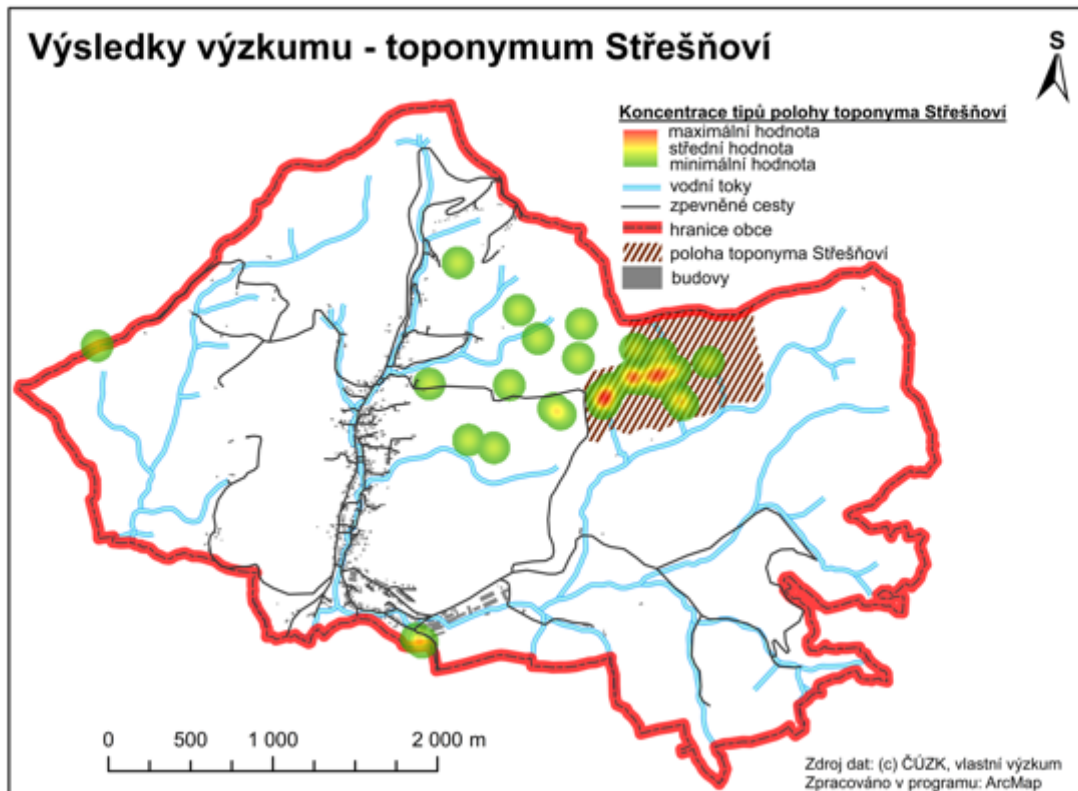 Výsledky výzkumu - toponymum Střešňoví
S
Koncentrace tipů polohy toponyma Střešňoví
maximální hodnota
střední hodnota
minimální hodnota
vodní toky
zpevněné cesty
hranice obce
poloha toponyma Střešňoví
budovy
0 500 1 000 2 000 m
Zdroj dat: (c) ČÚZK, vlastní výzkum
Zpracováno v programu: ArcMap